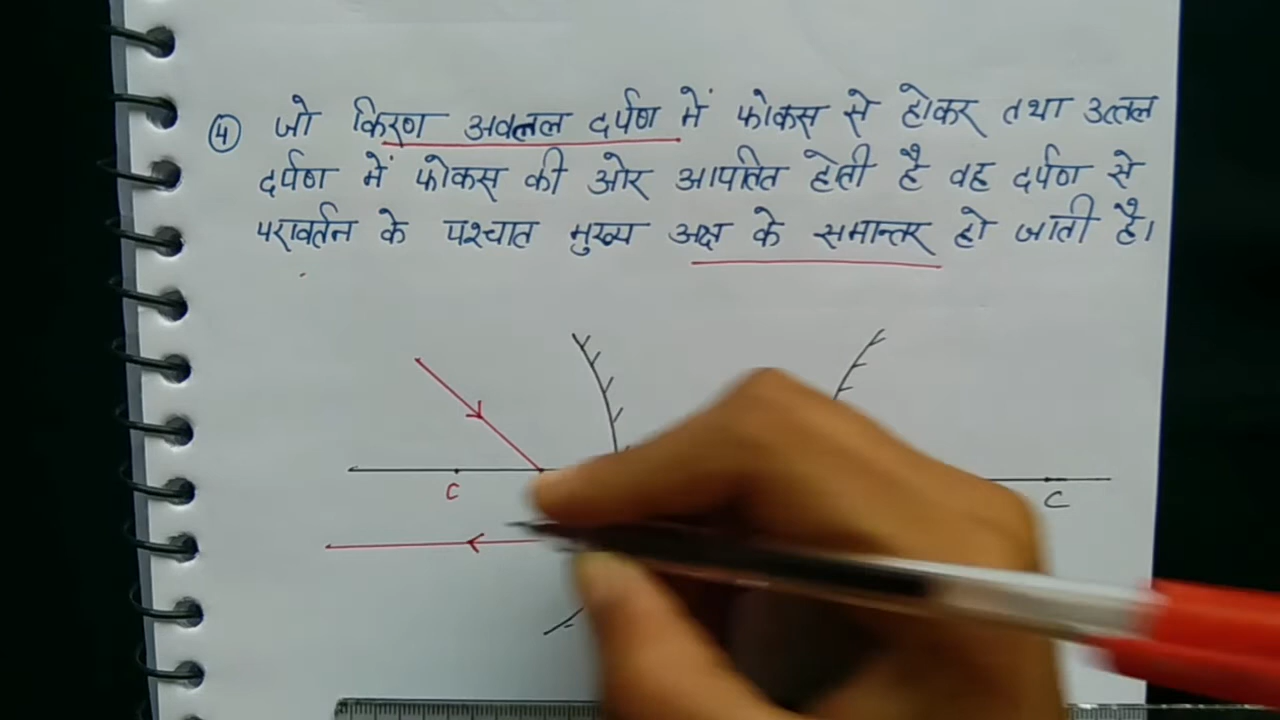 ④ जो किरण अवतल दर्पण में फोकस से होकर तथा उत्तल
दर्पण में फोकस की ओर आपतित होती है वह दर्पण से
परावर्तन के पश्चात मुख्य अक्ष के समान्तर हो जाती है।
C
C